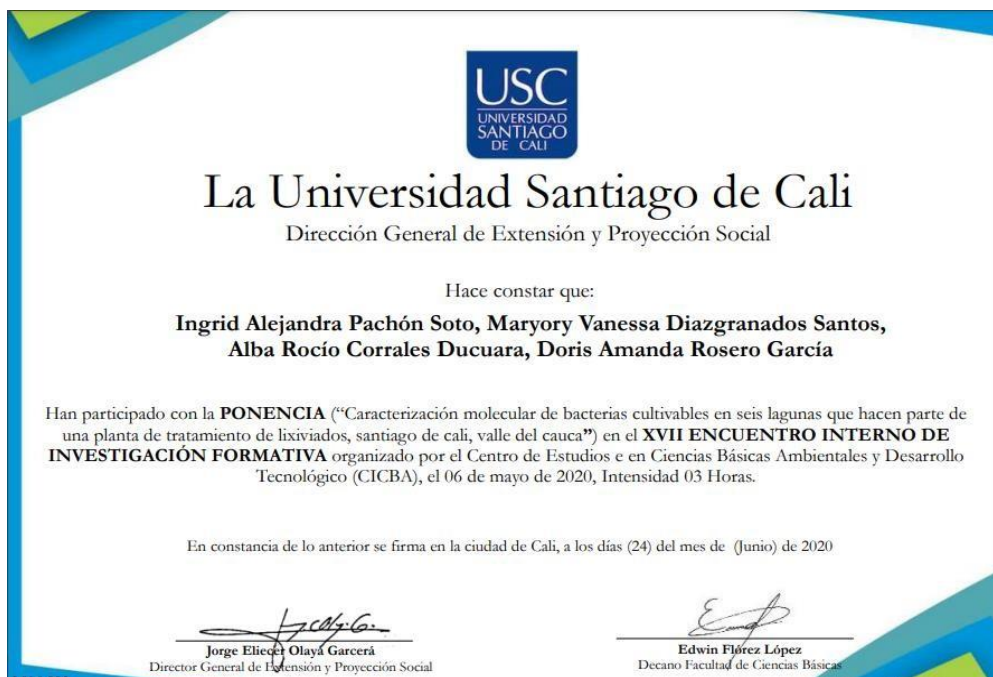 USC
UNIVERSIDAD
SANTIAGO
DE CALI
La Universidad Santiago de Cali
Dirección General de Extensión y Proyección Social
Hace constar que:
Ingrid Alejandra Pachón Soto, Maryory Vanessa Diazgranados Santos,
Alba Rocío Corrales Ducuara, Doris Amanda Rosero García
Han participado con la PONENCIA (“Caracterización molecular de bacterias cultivables en seis lagunas que hacen parte de
una planta de tratamiento de lixiviados, santiago de cali, valle del cauca”) en el XVII ENCUENTRO INTERNO DE
INVESTIGACIÓN FORMATIVA organizado por el Centro de Estudios e en Ciencias Básicas Ambientales y Desarrollo
Tecnológico (CICBA), el 06 de mayo de 2020, Intensidad 03 Horas.
En constancia de lo anterior se firma en la ciudad de Cali, a los días (24) del mes de (Junio) de 2020
Jorge Eliecer Olaya Garcerá
Director General de Extensión y Proyección Social
Edwin Flórez López
Decano Facultad de Ciencias Básicas